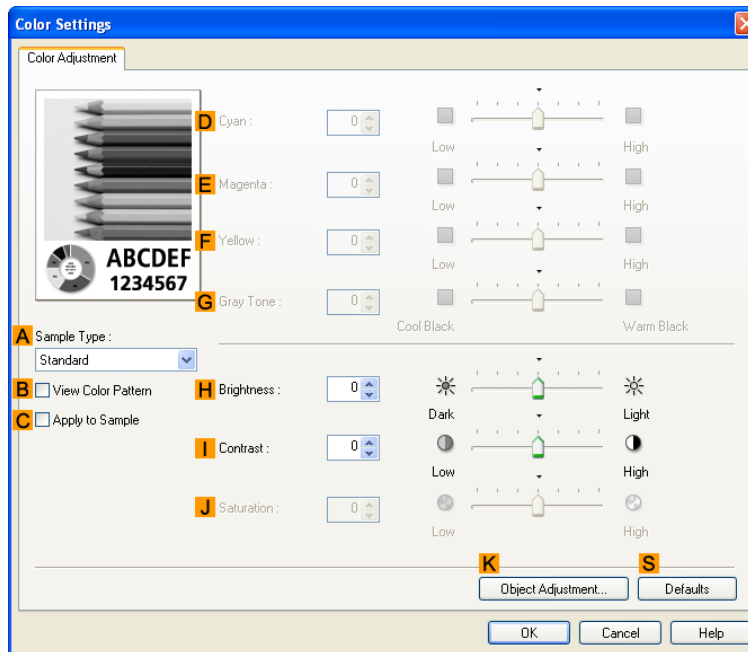 Color Settings
Color Adjustment
ABCDEF
1234567
D Cyan : 0
Low High
E Magenta : 0
Low High
F Yellow : 0
Low High
G Gray Tone : 0
Cool Black Warm Black
A Sample Type :
Standard
B View Color Pattern
C Apply to Sample
H Brightness : 0
Dark Light
I Contrast : 0
Low High
J Saturation : 0
Low High
K S
Object Adjustment... Defaults
OK Cancel Help